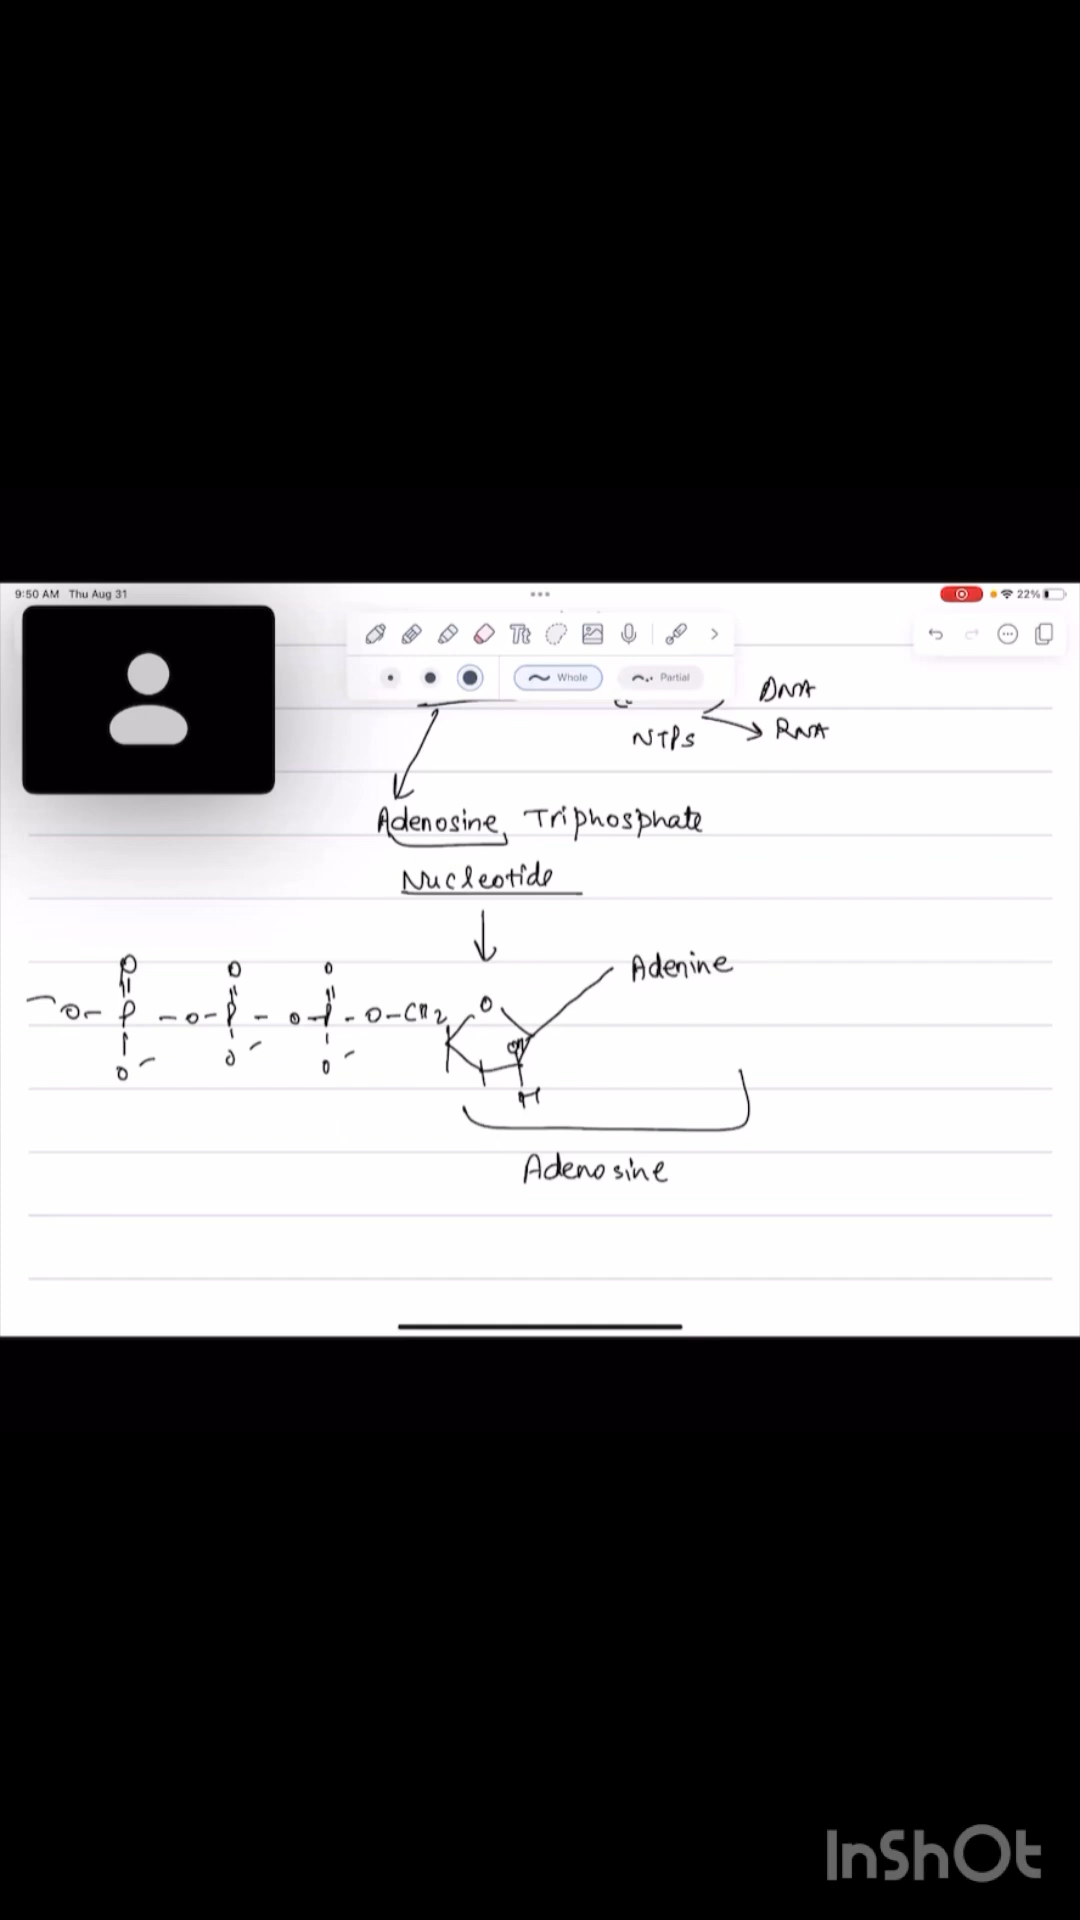 9:50 AM Thu Aug 31
22%
Tt
Whole
Partial
DNA
NTPs
RNA
Adenosine, Triphosphate
Nucleotide
Adenine
O O O
-O-P-O-P-O-P-O-CH2 O
O- O- O-
H
Adenosine
InShOt